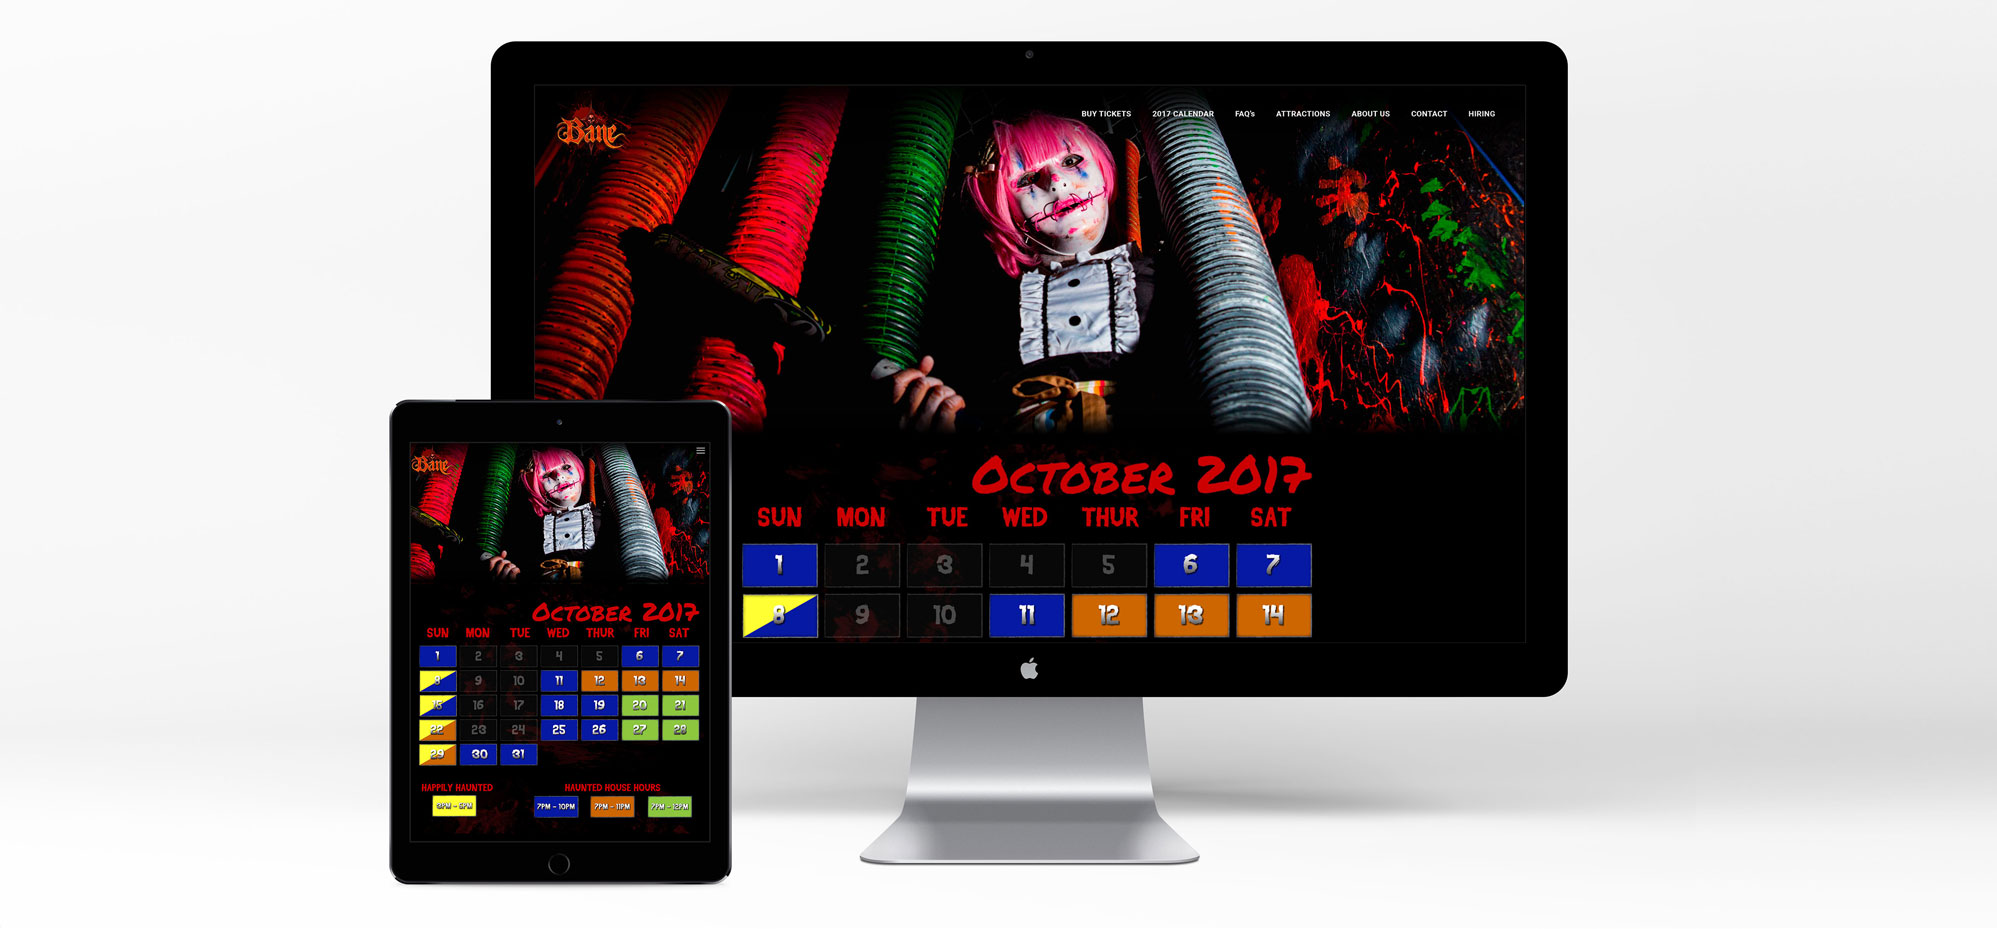 Bane
BUY TICKETS 2017 CALENDAR FAQ's ATTRACTIONS ABOUT US CONTACT HIRING
October 2017
SUN MON TUE WED THUR FRI SAT
1 2 3 4 5 6 7
8 9 10 11 12 13 14
Bane
October 2017
SUN MON TUE WED THUR FRI SAT
1 2 3 4 5 6 7
8 9 10 11 12 13 14
15 16 17 18 19 20 21
22 23 24 25 26 27 28
29 30 31
HAPPILY HAUNTED HAUNTED HOUSE HOURS
3PM - 5PM 7PM - 10PM 7PM - 11PM 7PM - 12PM